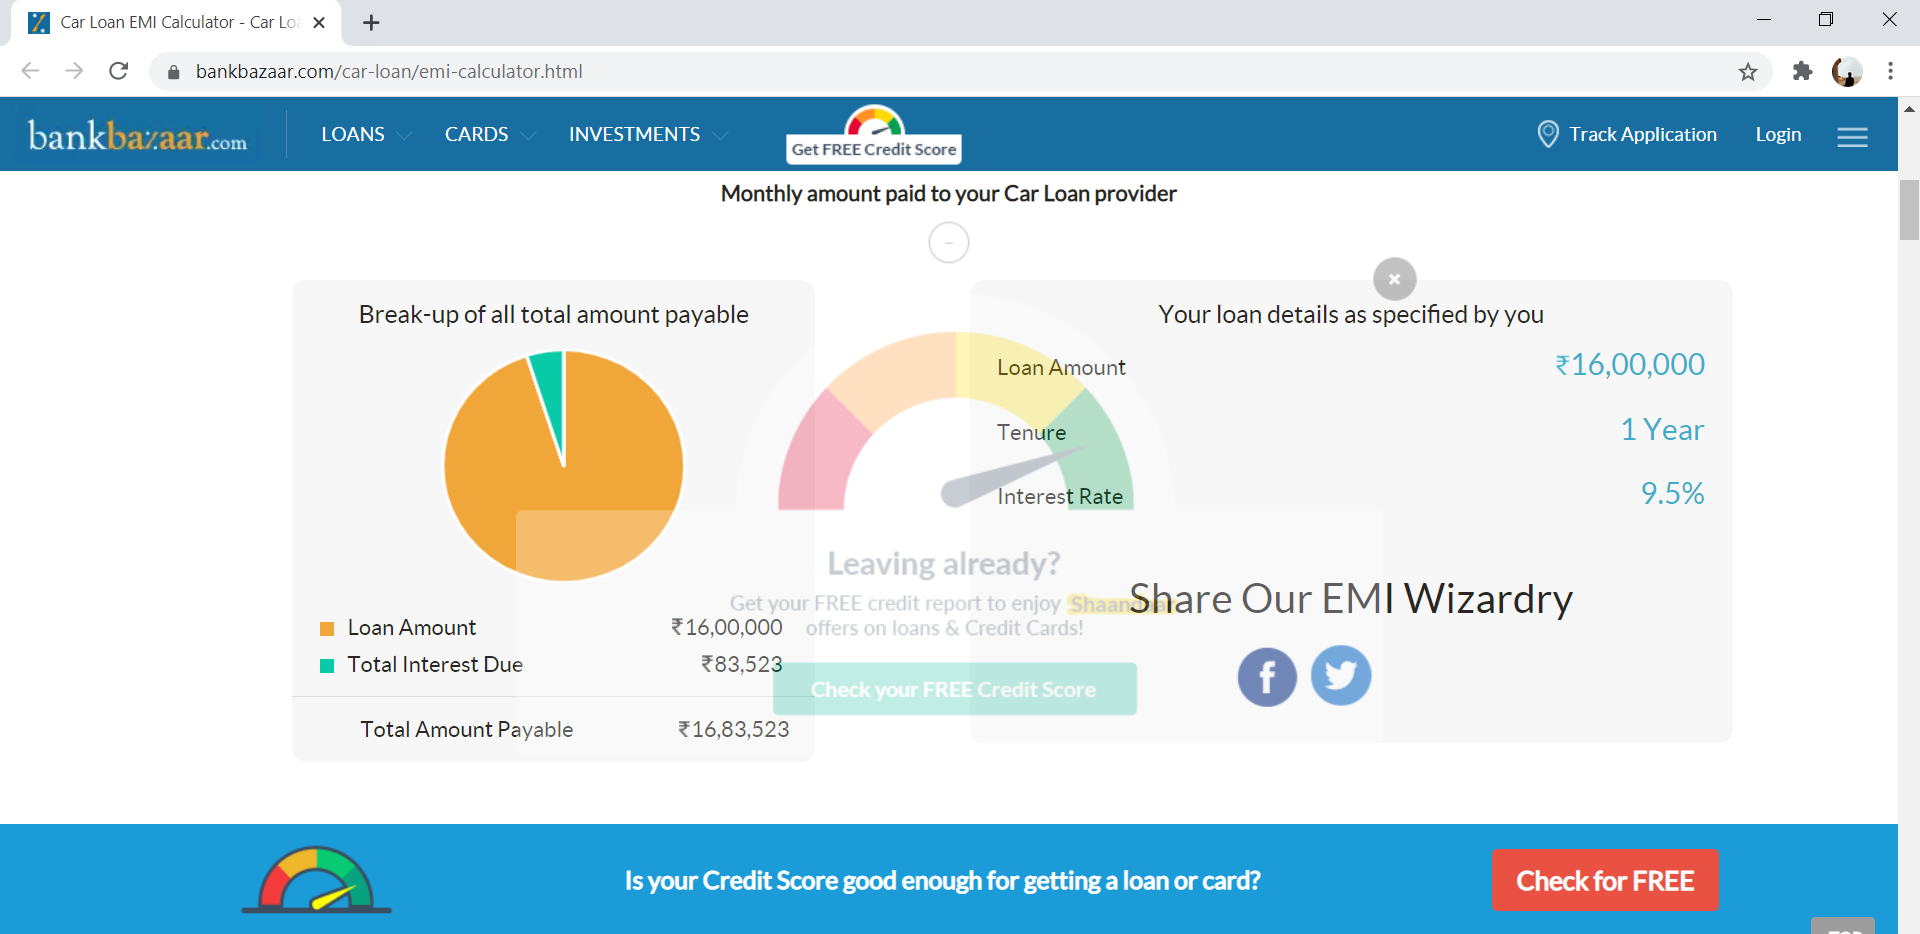 Car Loan EMI Calculator - Car Loa
bankbazaar.com/car-loan/emi-calculator.html
bankbazaar.com
LOANS
CARDS
INVESTMENTS
Get FREE Credit Score
Track Application
Login
Monthly amount paid to your Car Loan provider
Break-up of all total amount payable
Loan Amount ₹16,00,000
Total Interest Due ₹83,523
Total Amount Payable ₹16,83,523
Your loan details as specified by you
Loan Amount ₹16,00,000
Tenure 1 Year
Interest Rate 9.5%
Share Our EMI Wizardry
Leaving already?
Get your FREE credit report to enjoy
offers on loans & Credit Cards!
Check your FREE Credit Score
Is your Credit Score good enough for getting a loan or card?
Check for FREE